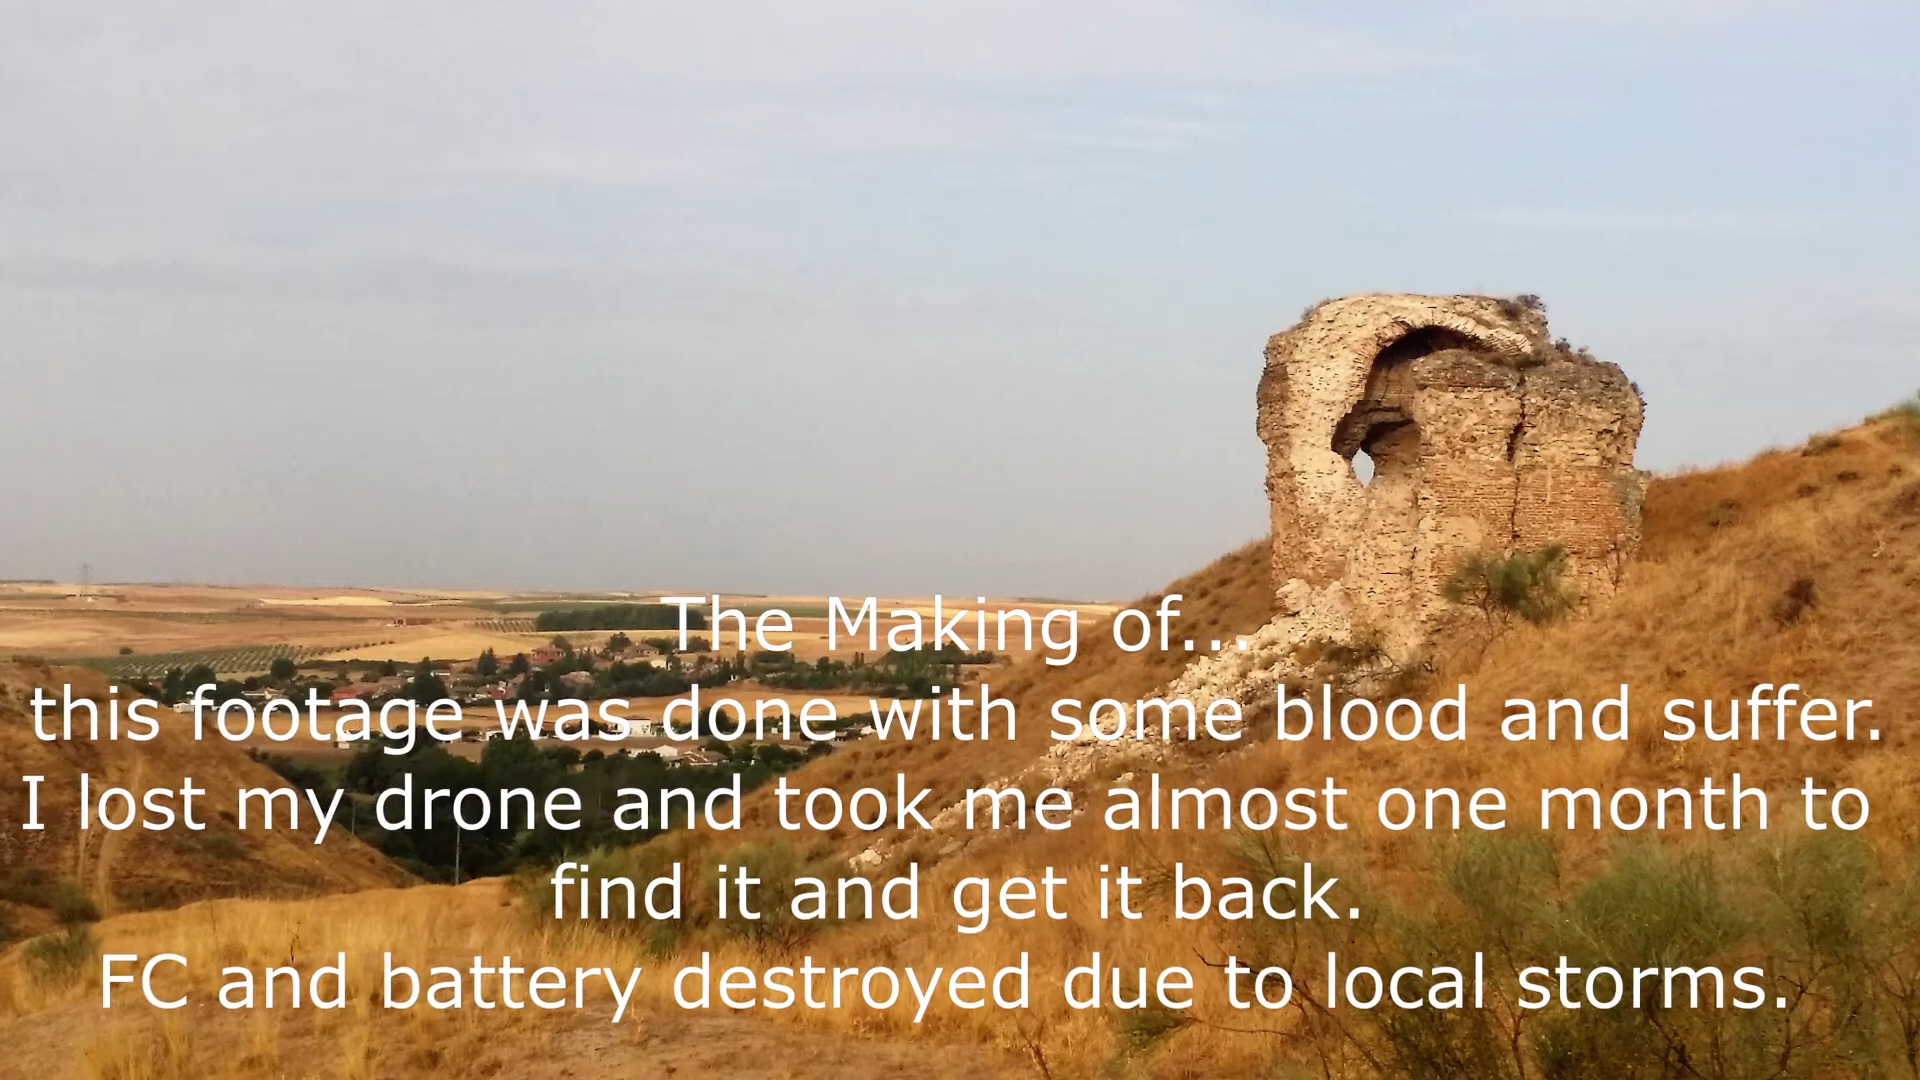 The Making of...
this footage was done with some blood and suffer.
I lost my drone and took me almost one month to
find it and get it back.
FC and battery destroyed due to local storms.